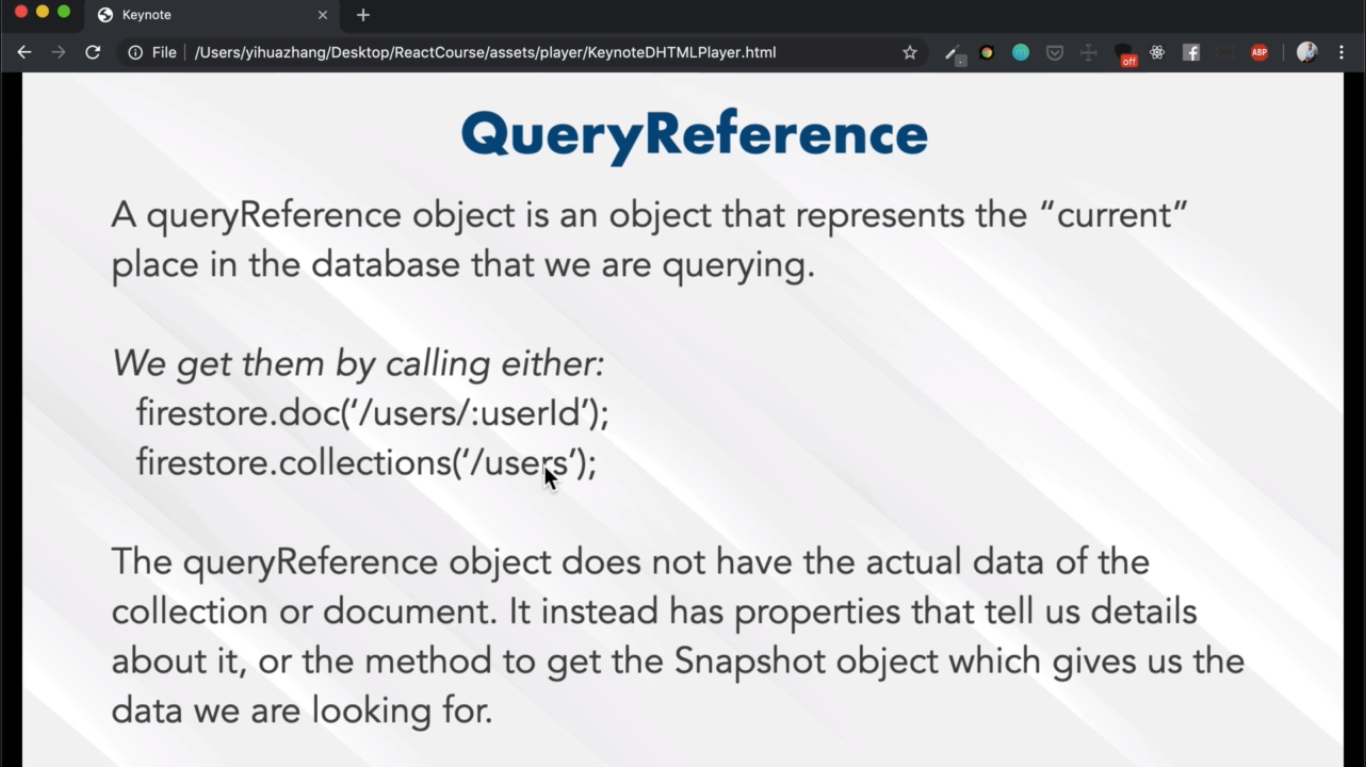 Keynote
File
/Users/yihuazhang/Desktop/ReactCourse/assets/player/KeynoteDHTMLPlayer.html
off
ABP
QueryReference
A queryReference object is an object that represents the “current”
place in the database that we are querying.
We get them by calling either:
firestore.doc(‘/users/:userId’);
firestore.collections(‘/users’);
The queryReference object does not have the actual data of the
collection or document. It instead has properties that tell us details
about it, or the method to get the Snapshot object which gives us the
data we are looking for.